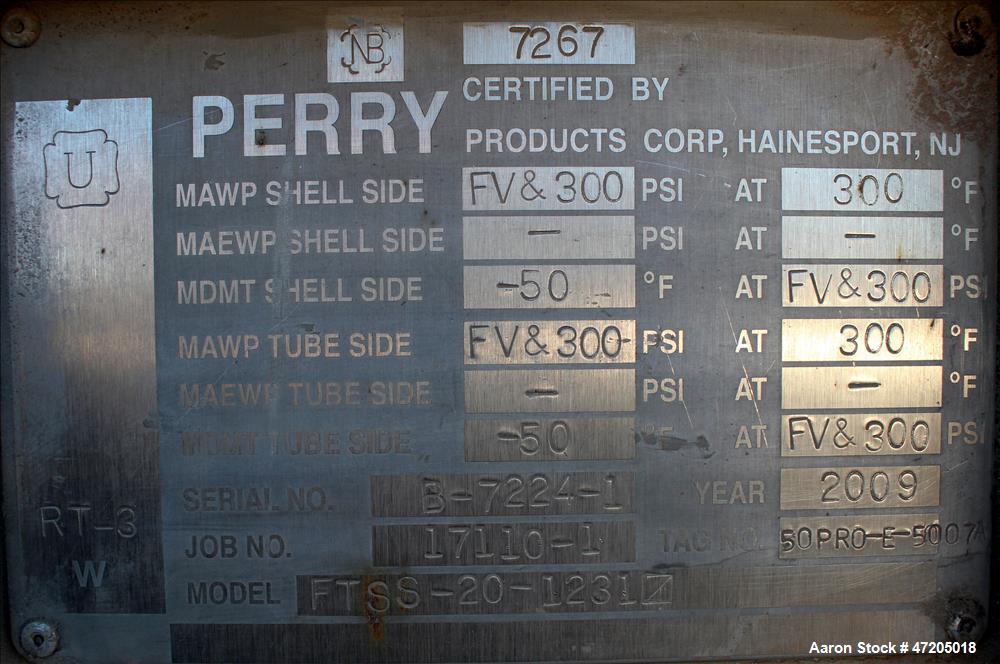 NB 7267
CERTIFIED BY
PERRY PRODUCTS CORP, HAINESPORT, NJ
U
MAWP SHELL SIDE FV&300 PSI AT 300 °F
MAEWP SHELL SIDE — PSI AT — °F
MDMT SHELL SIDE -50 °F AT FV&300 PSI
MAWP TUBE SIDE FV&300 PSI AT 300 °F
MAEWP TUBE SIDE — PSI AT — °F
MDMT TUBE SIDE -50 °F AT FV&300 PSI
SERIAL NO. B-7224-1 YEAR 2009
RT-3
JOB NO. 17110-1 TAG NO. 50PRO-E-5007A
W
MODEL FTSS-20-1231
Aaron Stock # 47205018